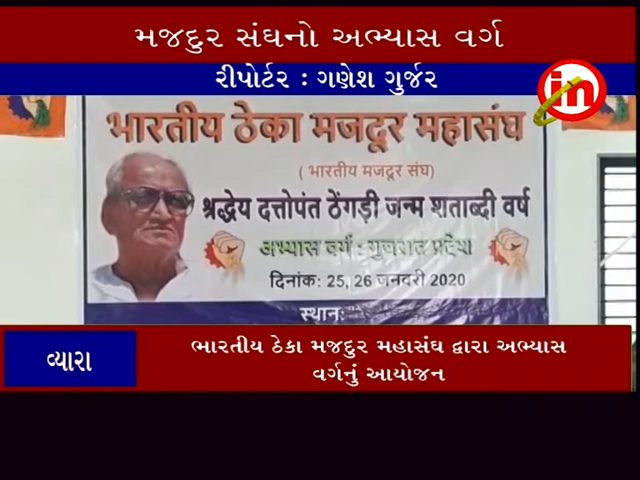 મજદુર સંઘનો અભ્યાસ વર્ગ
રીપોર્ટર : ગણેશ ગુર્જર
in
भारतीय ठेका मजदूर महासंघ
( भारतीय मजदूर संघ)
श्रद्धेय दत्तोपंत ठेंगड़ी जन्म शताब्दी वर्ष
अभ्यास वर्ग : गुजरात प्रदेश
दिनांक: 25, 26 जनवरी 2020
स्थान:
વ્યારા
ભારતીય ઠેકા મજદુર મહાસંઘ દ્વારા અભ્યાસ
વર્ગનું આયોજન